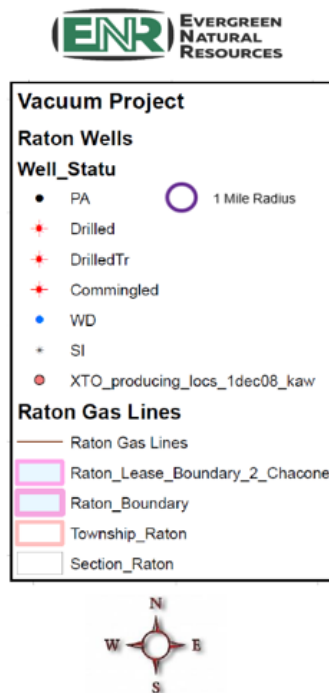 ENR EVERGREEN
NATURAL
RESOURCES
Vacuum Project
Raton Wells
Well_Statu
PA 1 Mile Radius
Drilled
DrilledTr
Commingled
WD
SI
XTO_producing_locs_1dec08_kaw
Raton Gas Lines
Raton Gas Lines
Raton_Lease_Boundary_2_Chacone
Raton_Boundary
Township_Raton
Section_Raton
N
W E
S